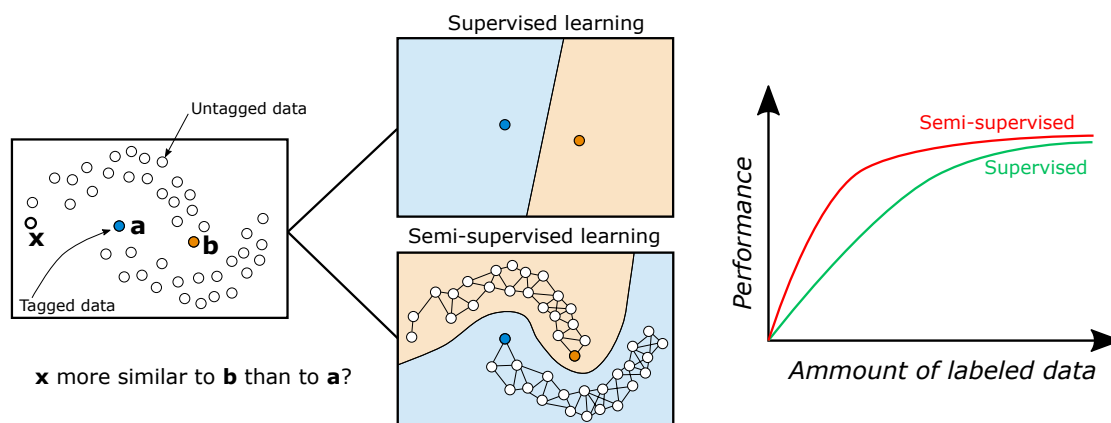 Supervised learning
Untagged data
x
a
b
Tagged data
x more similar to b than to a?
Semi-supervised learning
Performance
Semi-supervised
Supervised
Ammount of labeled data